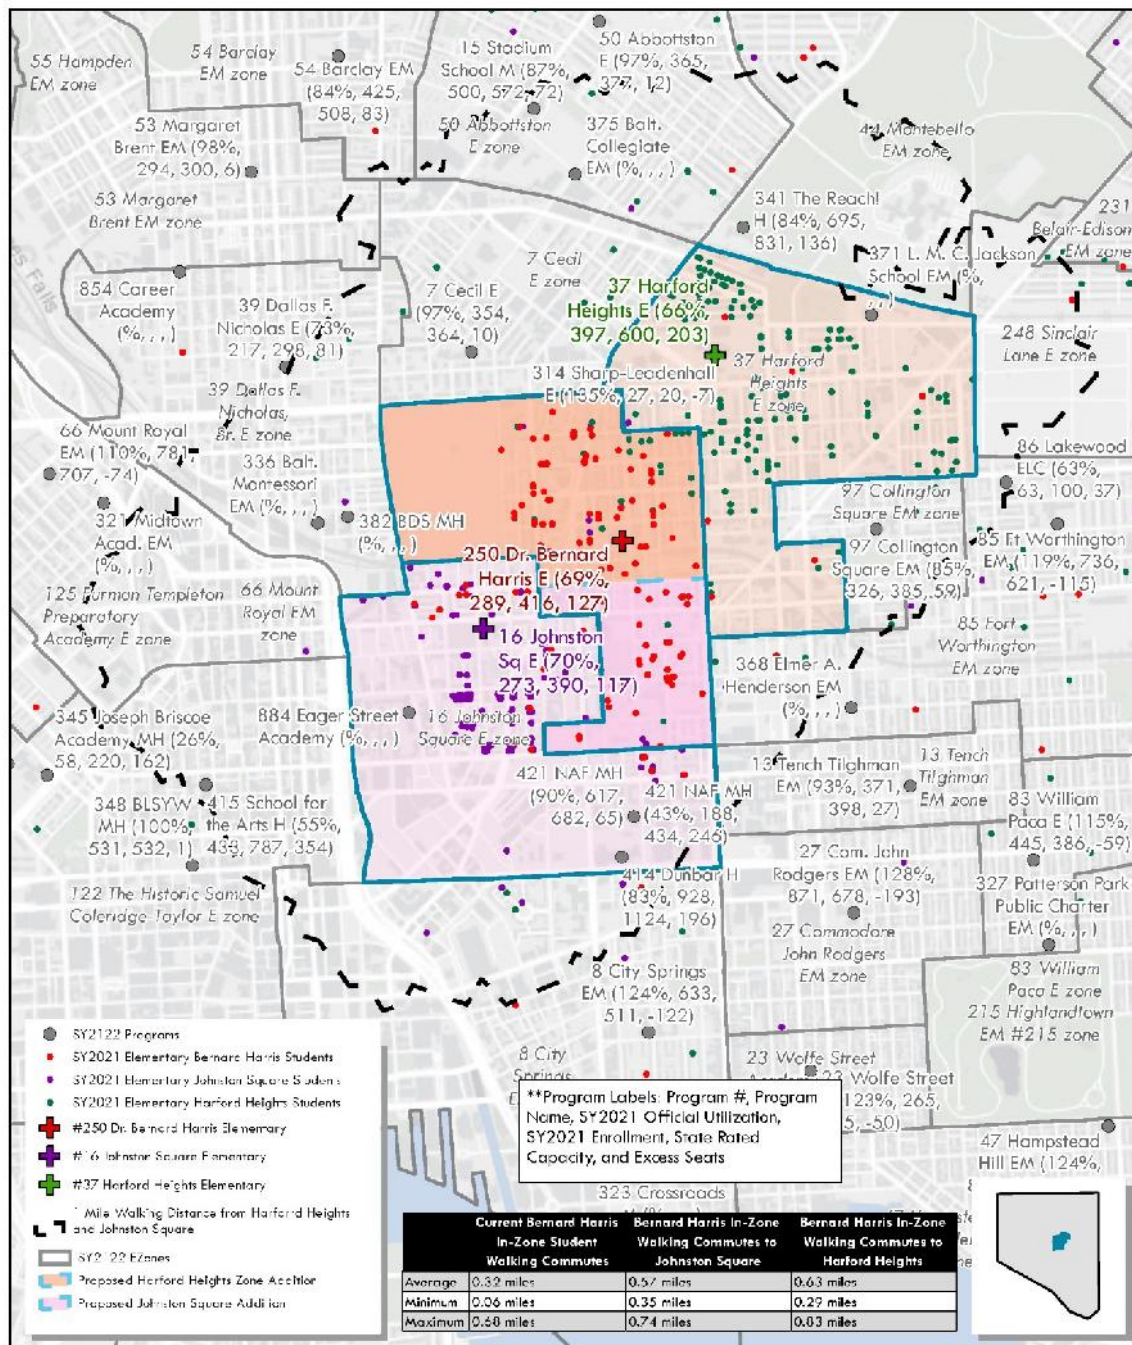 55 Hampden
EM zone
54 Barclay
EM zone
54 Barclay EM
(84%, 425,
508, 83)
15 Stadium
School M (87%,
500, 572, 72)
50 Abbottston
E (97%, 365,
377, 12)
50 Abbottston
E zone
375 Balt.
Collegiate
EM (%, , , )
44 Montebello
EM zone
53 Margaret
Brent EM (98%,
294, 300, 6)
53 Margaret
Brent EM zone
341 The Reach!
H (84%, 695,
831, 136)
231
Belair-Edison
EM zone
371 L. M. C. Jackson
School EM (%,
, , )
7 Cecil
E zone
854 Career
Academy
(%, , , )
39 Dallas F.
Nicholas E (73%,
217, 298, 81)
7 Cecil E
(97%, 354,
364, 10)
37 Harford
Heights E (66%,
397, 600, 203)
248 Sinclair
Lane E zone
37 Harford
Heights
E zone
314 Sharp-Leadenhall
E (135%, 27, 20, -7)
39 Dallas F.
Nicholas,
Sr. E zone
66 Mount Royal
EM (110%, 781,
707, -74)
336 Balt.
Montessori
EM (%, , , )
86 Lakewood
ELC (63%,
63, 100, 37)
97 Collington
Square EM zone
321 Midtown
Acad. EM
(%, , , )
382 BDS MH
(%, , , )
97 Collington
Square EM (85%,
326, 385, 59)
85 Ft Worthington
EM (119%, 736,
621, -115)
250 Dr. Bernard
Harris E (69%,
289, 416, 127)
125 Furman Templeton
Preparatory
Academy E zone
66 Mount
Royal EM
zone
85 Fort
Worthington
EM zone
16 Johnston
Sq E (70%,
273, 390, 117)
368 Elmer A.
Henderson EM
(%, , , )
345 Joseph Briscoe
Academy MH (26%,
58, 220, 162)
884 Eager Street
Academy (%, , , )
16 Johnston
Square E zone
421 NAF MH
(90%, 617,
682, 65)
421 NAF MH
(43%, 188,
434, 246)
13 Tench Tilghman
EM (93%, 371,
398, 27)
13 Tench
Tilghman
EM zone
348 BLSYW
MH (100%,
531, 532, 1)
415 School for
the Arts H (55%,
433, 787, 354)
83 William
Paca E (115%,
445, 386, -59)
122 The Historic Samuel
Coleridge-Taylor E zone
414 Dunbar H
(83%, 928,
1124, 196)
27 Com. John
Rodgers EM (128%,
871, 678, -193)
327 Patterson Park
Public Charter
EM (%, , , )
27 Commodore
John Rodgers
EM zone
8 City Springs
EM (124%, 633,
511, -122)
83 William
Paca E zone
215 Highlandtown
EM #215 zone
8 City
Springs
23 Wolfe Street
23 Wolfe Street
123%, 265,
-50)
47 Hampstead
Hill EM (124%,
323 Crossroads
SY2122 Programs
SY2021 Elementary Bernard Harris Students
SY2021 Elementary Johnston Square Students
SY2021 Elementary Harford Heights Students
#250 Dr. Bernard Harris Elementary
#16 Johnston Square Elementary
#37 Harford Heights Elementary
1 Mile Walking Distance from Harford Heights
and Johnston Square
SY2122 EZones
Proposed Harford Heights Zone Addition
Proposed Johnston Square Addition
**Program Labels: Program #, Program
Name, SY2021 Official Utilization,
SY2021 Enrollment, State Rated
Capacity, and Excess Seats
Current Bernard Harris In-Zone Student Walking Commutes
Bernard Harris In-Zone Walking Commutes to Johnston Square
Bernard Harris In-Zone Walking Commutes to Harford Heights
Average 0.32 miles 0.57 miles 0.63 miles
Minimum 0.06 miles 0.35 miles 0.29 miles
Maximum 0.68 miles 0.74 miles 0.83 miles